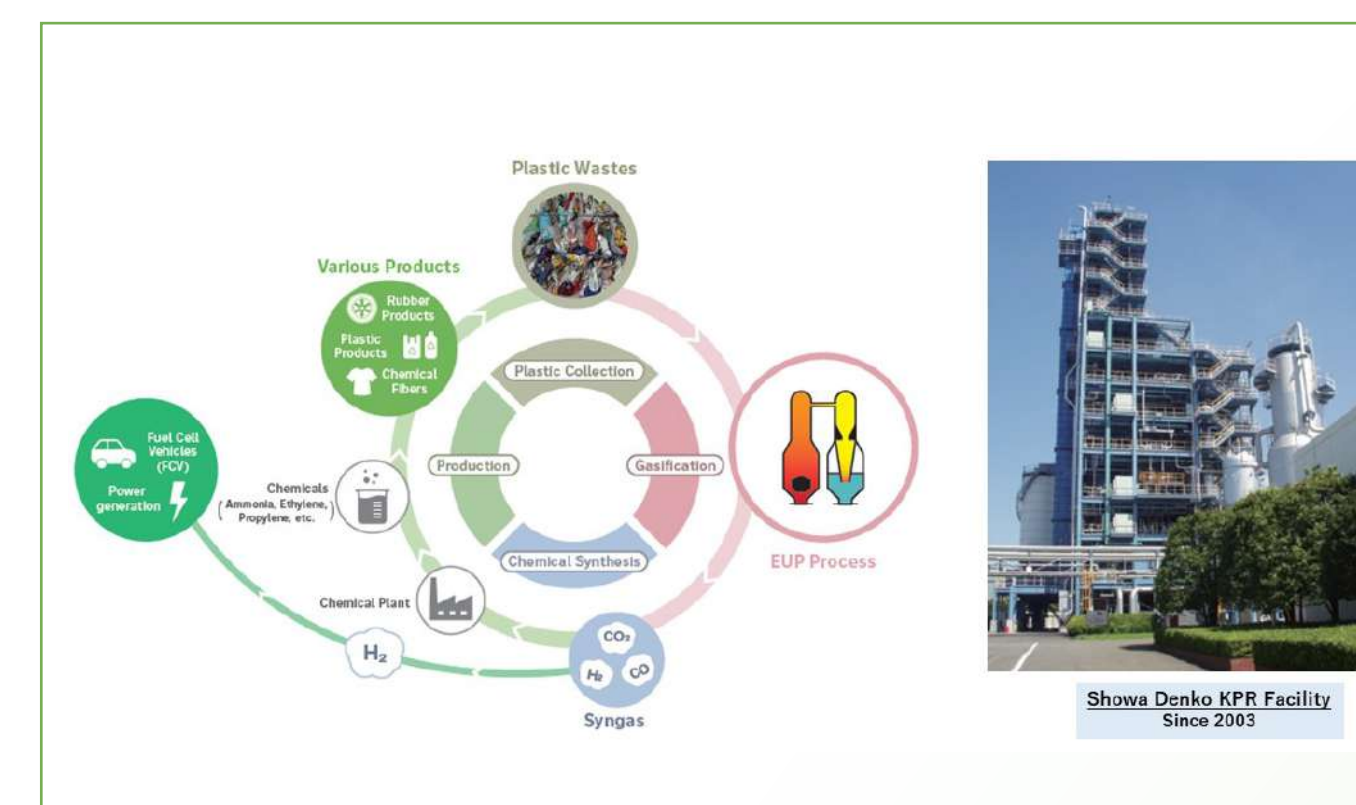 Plastic Wastes
Various Products
Rubber
Products
Plastic
Products
Chemical
Fibers
Plastic Collection
Fuel Cell
Vehicles
(FCV)
Power
generation
Production
Gasification
Chemicals
(Ammonia, Ethylene,
Propylene, etc.)
Chemical Synthesis
EUP Process
Chemical Plant
H₂
CO₂
H₂
CO
Syngas
Showa Denko KPR Facility
Since 2003